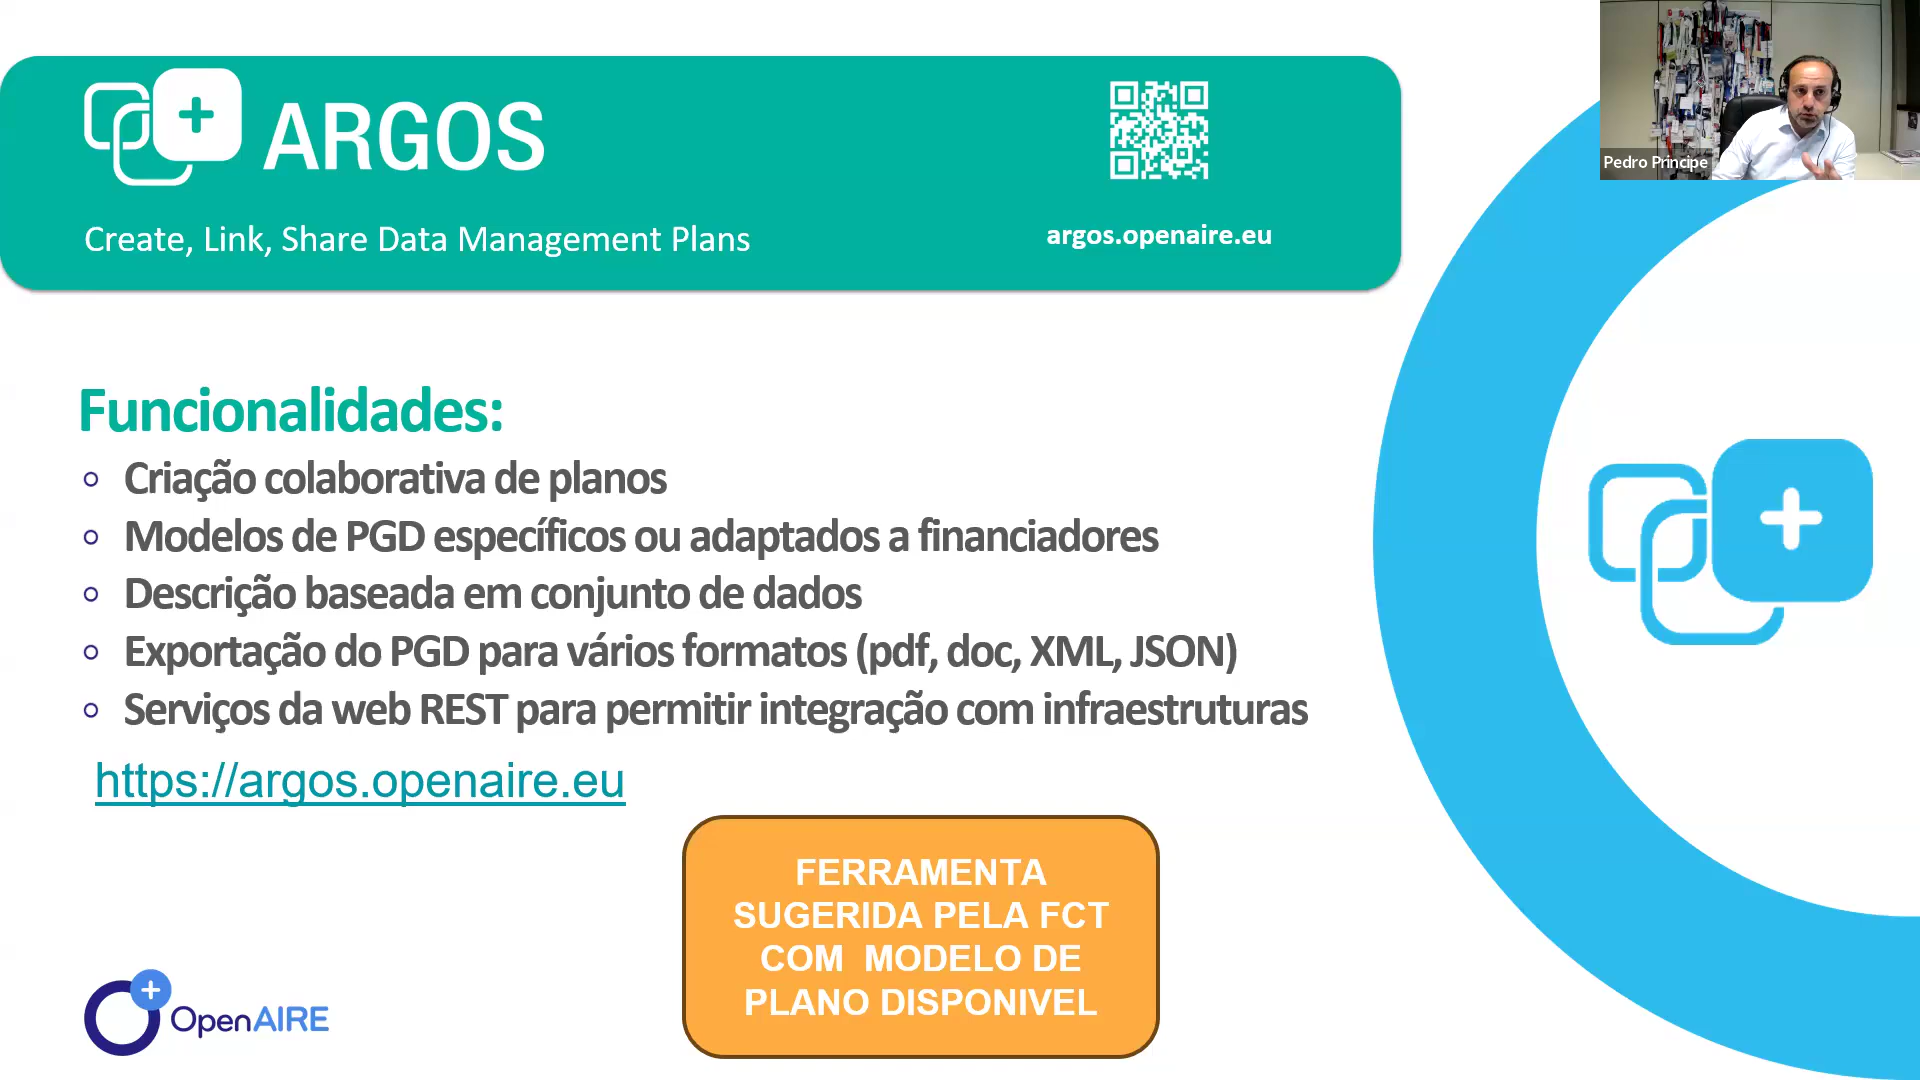 ARGOS
Create, Link, Share Data Management Plans
argos.openaire.eu
Pedro Príncipe
Funcionalidades:
Criação colaborativa de planos
Modelos de PGD específicos ou adaptados a financiadores
Descrição baseada em conjunto de dados
Exportação do PGD para vários formatos (pdf, doc, XML, JSON)
Serviços da web REST para permitir integração com infraestruturas
https://argos.openaire.eu
FERRAMENTA
SUGERIDA PELA FCT
COM MODELO DE
PLANO DISPONIVEL
OpenAIRE